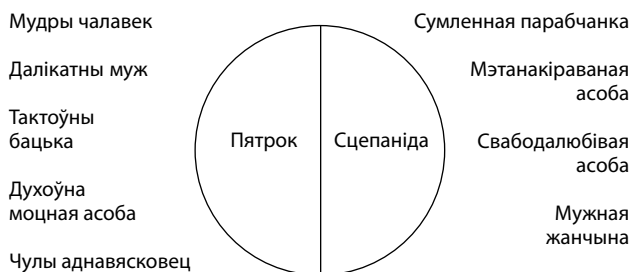 Мудры чалавек
Далікатны муж
Тактоўны
бацька
Духоўна
моцная асоба
Чулы аднавясковец
Пятрок
Сцепаніда
Сумленная парабчанка
Мэтанакіраваная
асоба
Свабодалюбівая
асоба
Мужная
жанчына